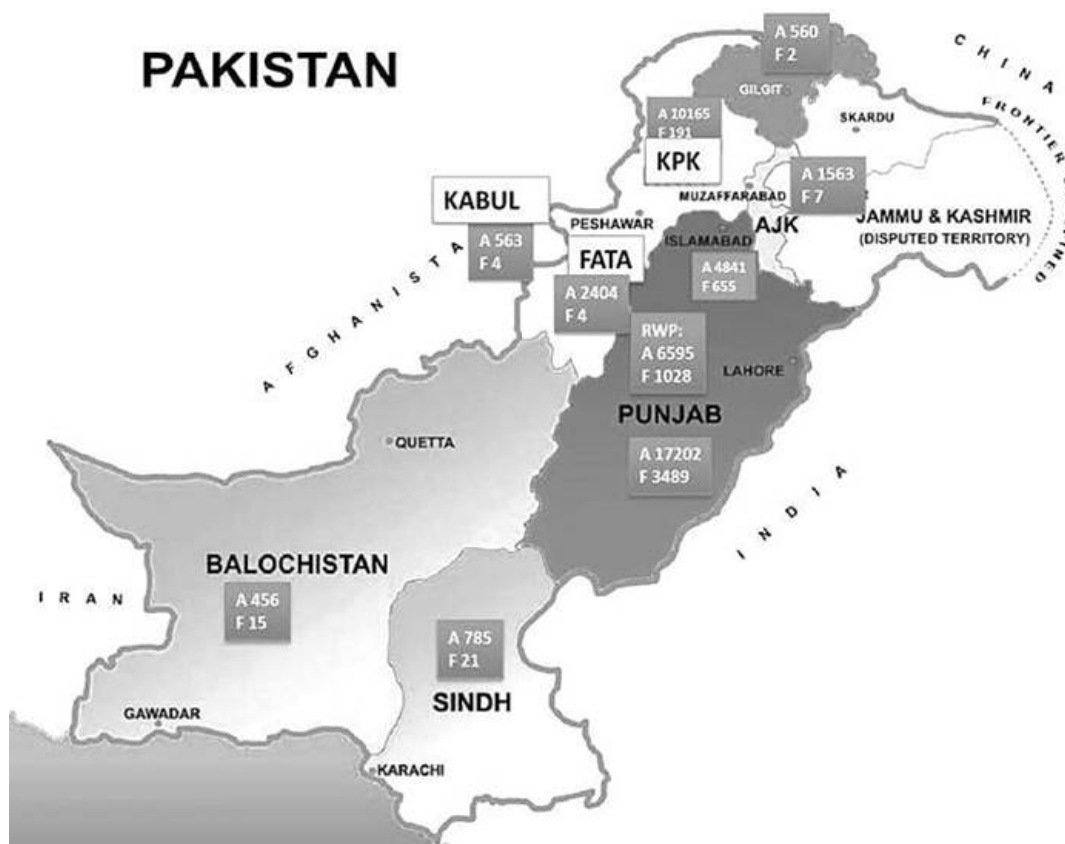 PAKISTAN
A 560
F 2
CHINA
FRONTIER
GILGIT
SKARDU
A 10165
F 191
KPK
A 1563
F 7
MUZAFFARABAD
KABUL
PESHAWAR
AJK
JAMMU & KASHMIR
(DISPUTED TERRITORY)
ISLAMABAD
A 563
F 4
FATA
A 4841
F 655
A 2404
F 4
AFGHANISTA
RWP:
A 6595
F 1028
LAHORE
PUNJAB
QUETTA
A 17202
F 3489
INDIA
BALOCHISTAN
IRAN
A 456
F 15
A 785
F 21
SINDH
GAWADAR
KARACHI